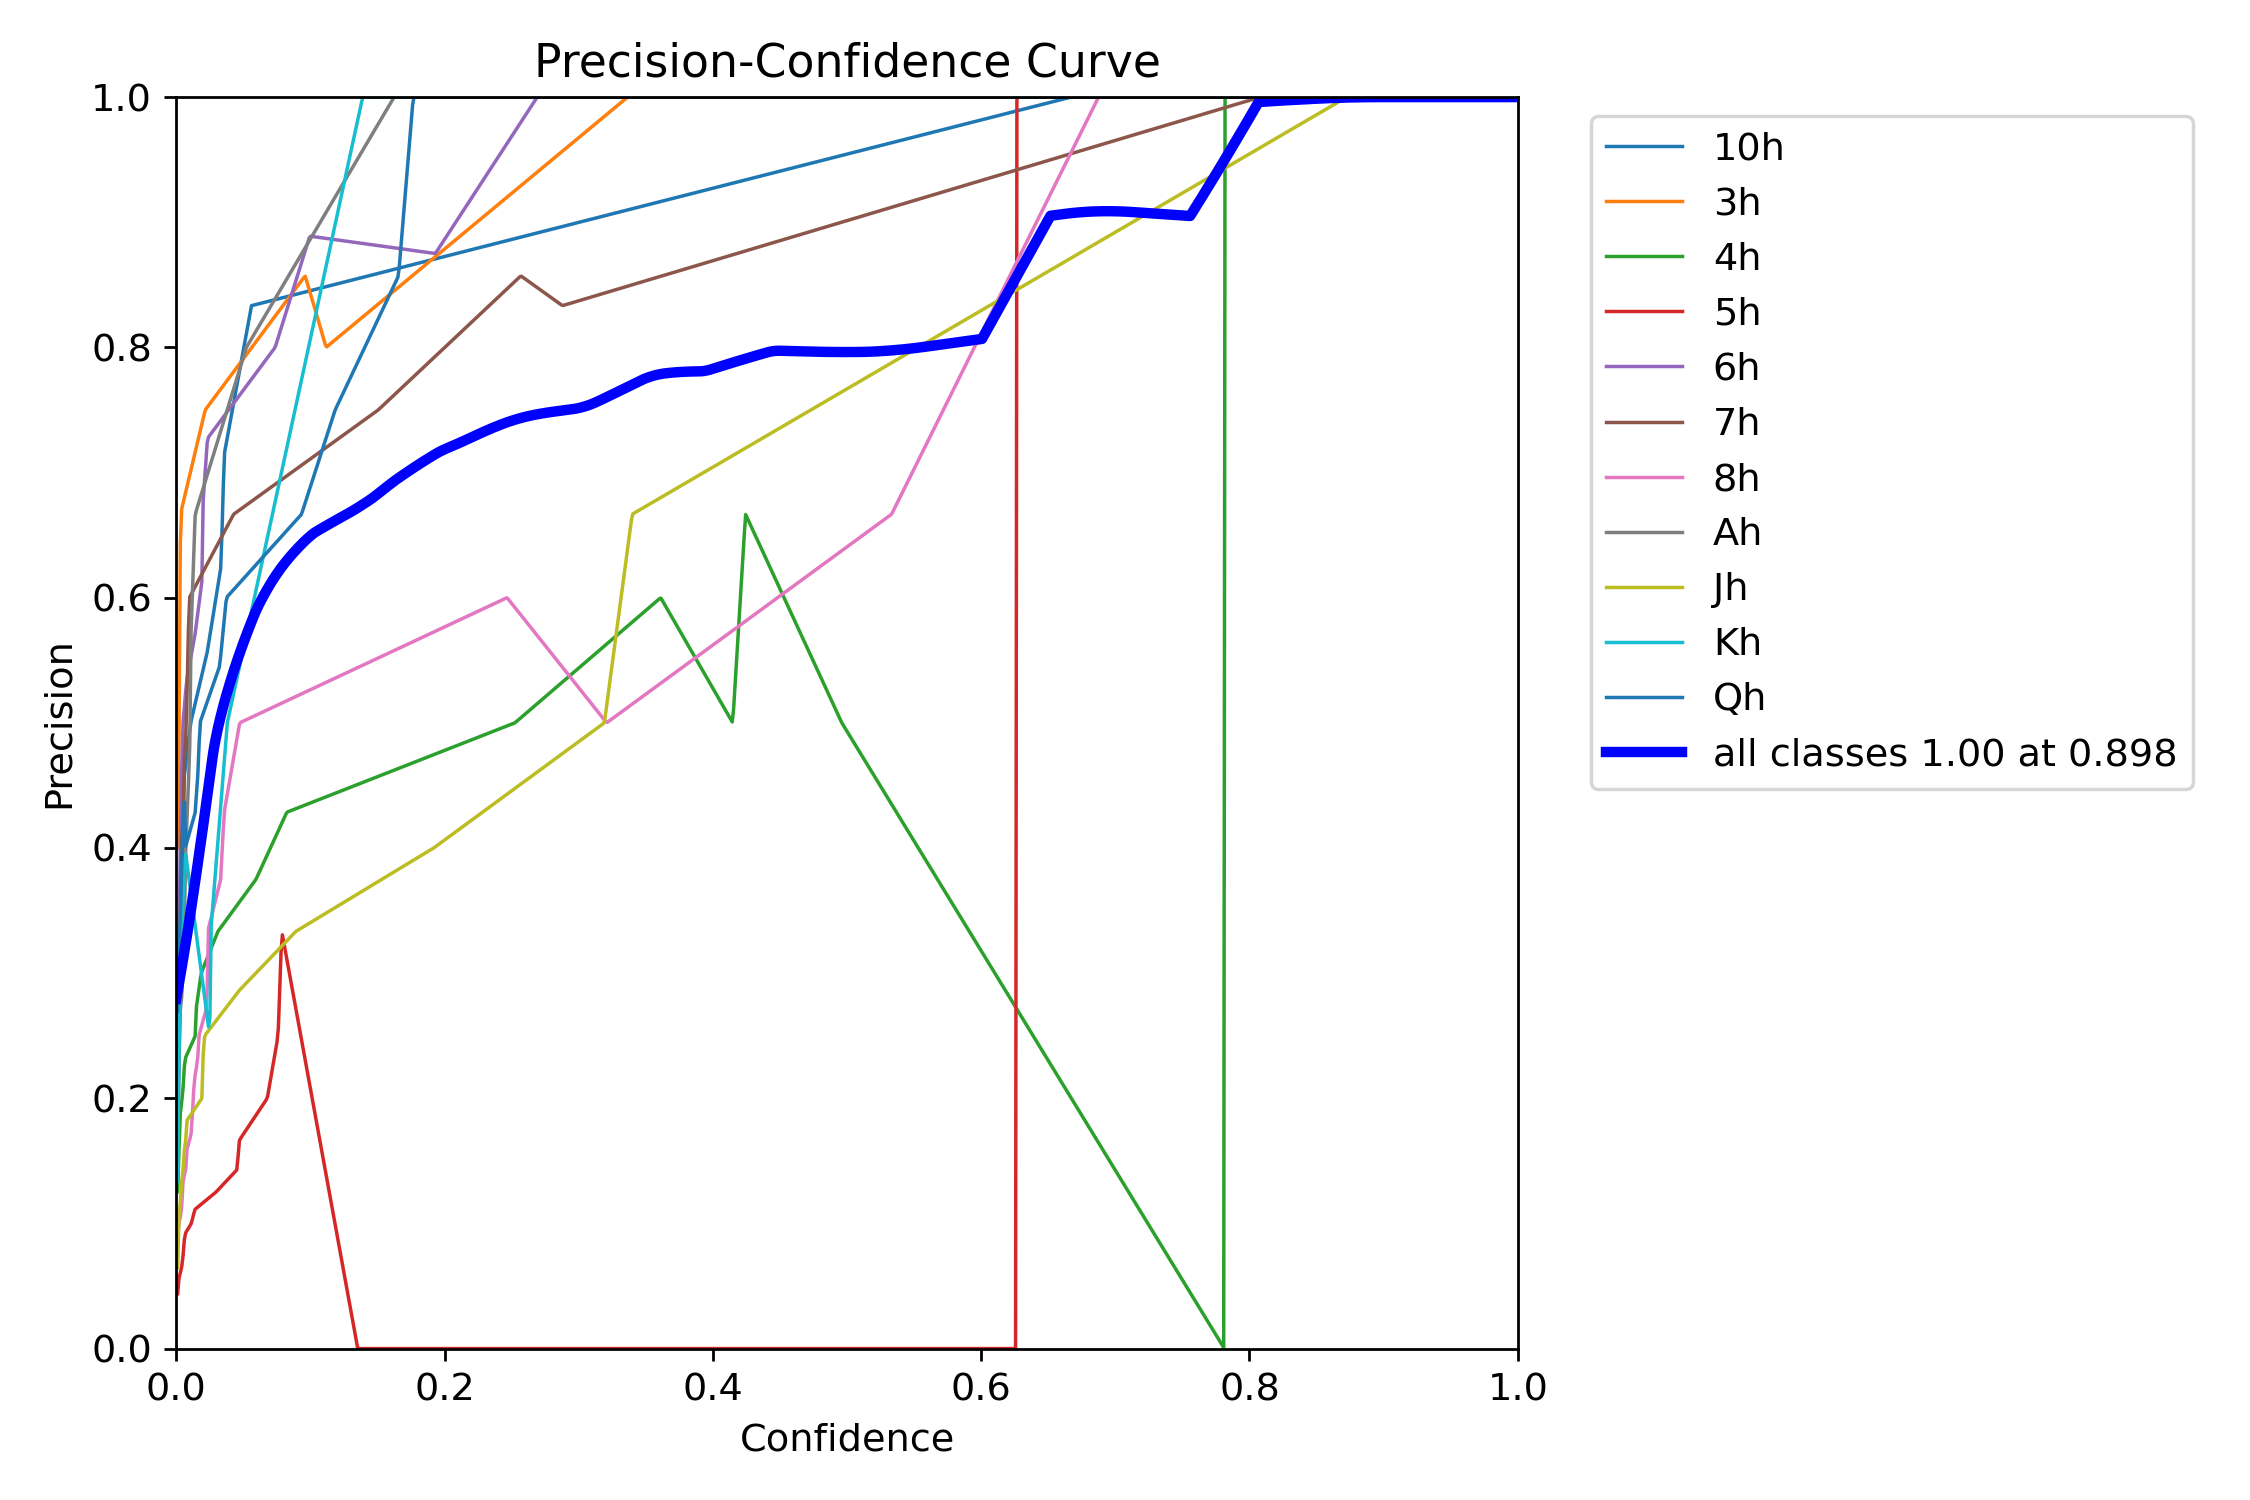 Precision-Confidence Curve
1.0
0.8
0.6
0.4
0.2
0.0
Precision
0.0 0.2 0.4 0.6 0.8 1.0
Confidence
10h
3h
4h
5h
6h
7h
8h
Ah
Jh
Kh
Qh
all classes 1.00 at 0.898